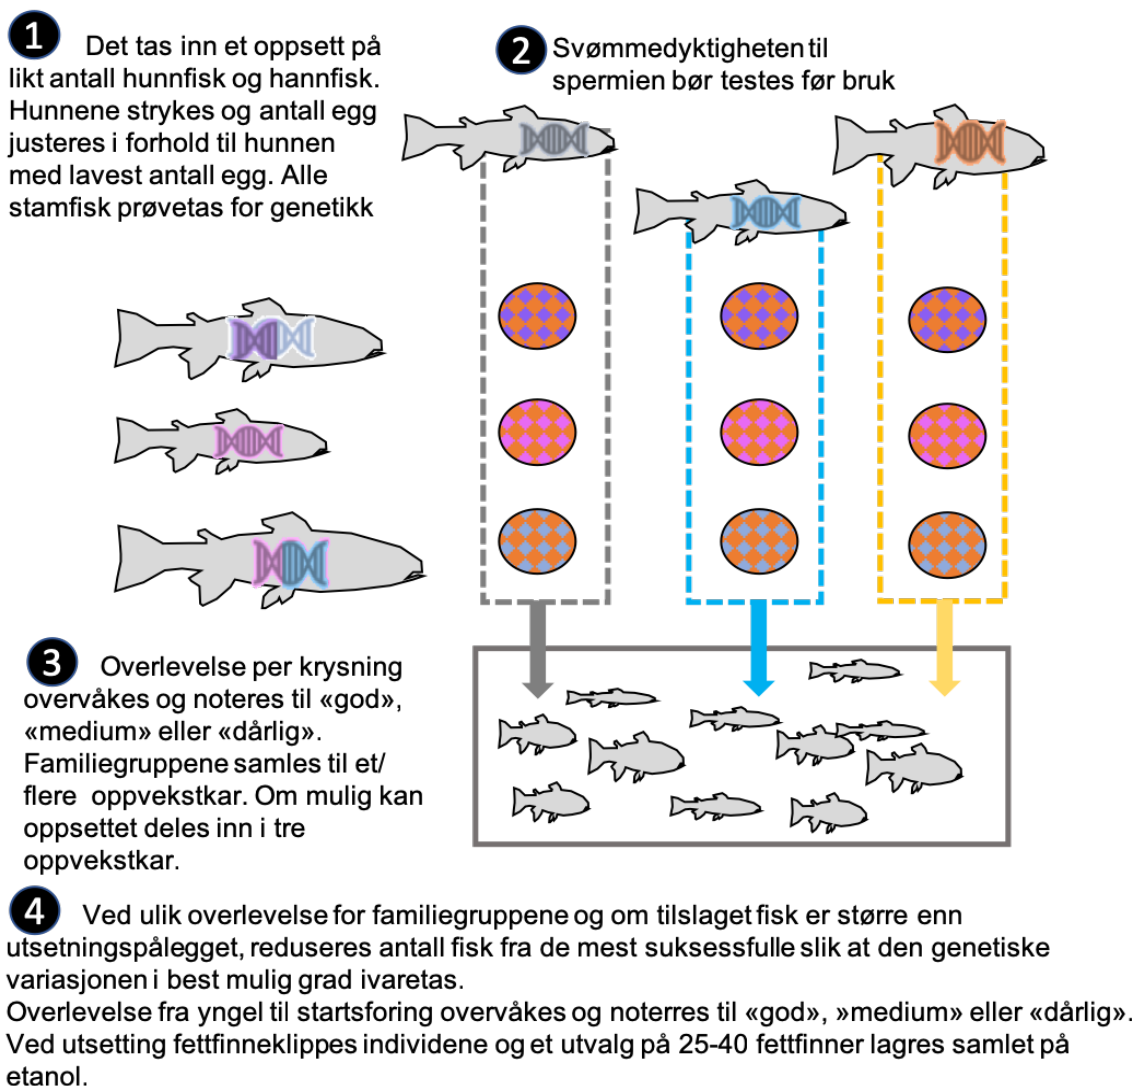 1 Det tas inn et oppsett på
likt antall hunnfisk og hannfisk.
Hunnene strykes og antall egg
justeres i forhold til hunnen
med lavest antall egg. Alle
stamfisk prøvetas for genetikk
2 Svømmedyktigheten til
spermien bør testes før bruk
3 Overlevelse per krysning
overvåkes og noteres til «god»,
«medium» eller «dårlig».
Familiegruppene samles til et/
flere oppvekstkar. Om mulig kan
oppsettet deles inn i tre
oppvekstkar.
4 Ved ulik overlevelse for familiegruppene og om tilslaget fisk er større enn
utsetningspålegget, reduseres antall fisk fra de mest suksessfulle slik at den genetiske
variasjonen i best mulig grad ivaretas.
Overlevelse fra yngel til startsforing overvåkes og noterres til «god», »medium» eller «dårlig».
Ved utsetting fettfinneklippes individene og et utvalg på 25-40 fettfinner lagres samlet på
etanol.